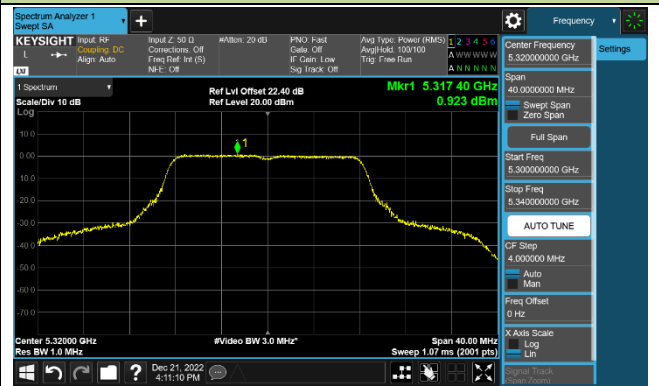 Spectrum Analyzer 1
Swept SA
Frequency
KEYSIGHT Input: RF
Coupling: DC
Align: Auto
Input Z: 50 Ω
Corrections: Off
Freq Ref: Int (S)
NFE: Off
#Atten: 20 dB
PNO: Fast
Gate: Off
IF Gain: Low
Sig Track: Off
Avg Type: Power (RMS)
Avg|Hold: 100/100
Trig: Free Run
1 2 3 4 5 6
A W W W W W
A N N N N N
L
LXI
1 Spectrum
Scale/Div 10 dB
Log
Ref Lvl Offset 22.40 dB
Ref Level 20.00 dBm
Mkr1 5.317 40 GHz
0.923 dBm
1
10.0
0.00
-10.0
-20.0
-30.0
-40.0
-50.0
-60.0
-70.0
Center 5.32000 GHz
Res BW 1.0 MHz
#Video BW 3.0 MHz*
Span 40.00 MHz
Sweep 1.07 ms (2001 pts)
Dec 21, 2022
4:11:10 PM
Center Frequency
5.320000000 GHz
Span
40.0000000 MHz
Swept Span
Zero Span
Full Span
Start Freq
5.300000000 GHz
Stop Freq
5.340000000 GHz
AUTO TUNE
CF Step
4.000000 MHz
Auto
Man
Freq Offset
0 Hz
X Axis Scale
Log
Lin
Signal Track
(Span Zoom)
Settings